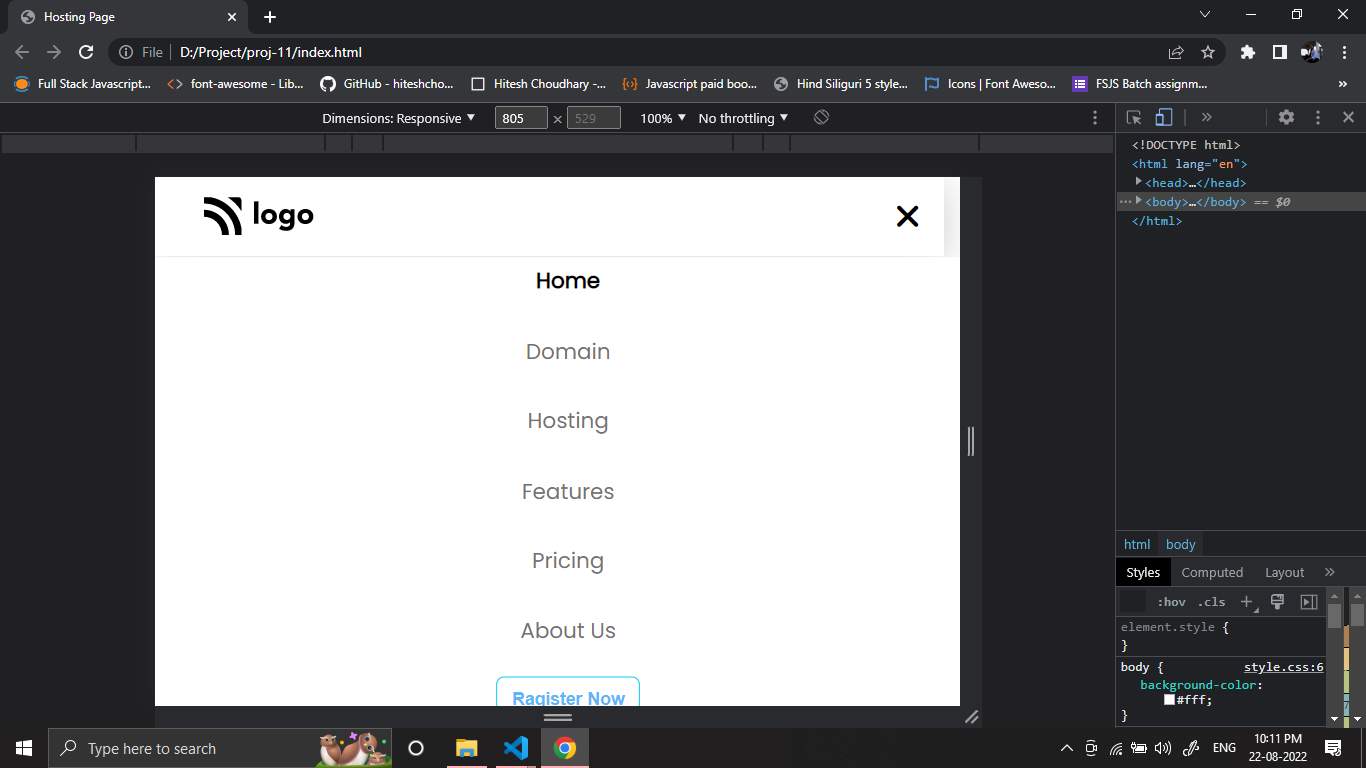 Hosting Page
File D:/Project/proj-11/index.html
Full Stack Javascript... font-awesome - Lib... GitHub - hiteshcho... Hitesh Choudhary -... Javascript paid boo... Hind Siliguri 5 style... Icons | Font Aweso... FSJS Batch assignm... »
Dimensions: Responsive 805 × 529 100% No throttling
<!DOCTYPE html>
<html lang="en">
<head>…</head>
<body>…</body> == $0
</html>
logo
Home
Domain
Hosting
Features
Pricing
About Us
Ragister Now
html body
Styles Computed Layout »
:hov .cls +
element.style {
}
body { style.css:6
background-color:
#fff;
}
Type here to search
ENG
10:11 PM
22-08-2022